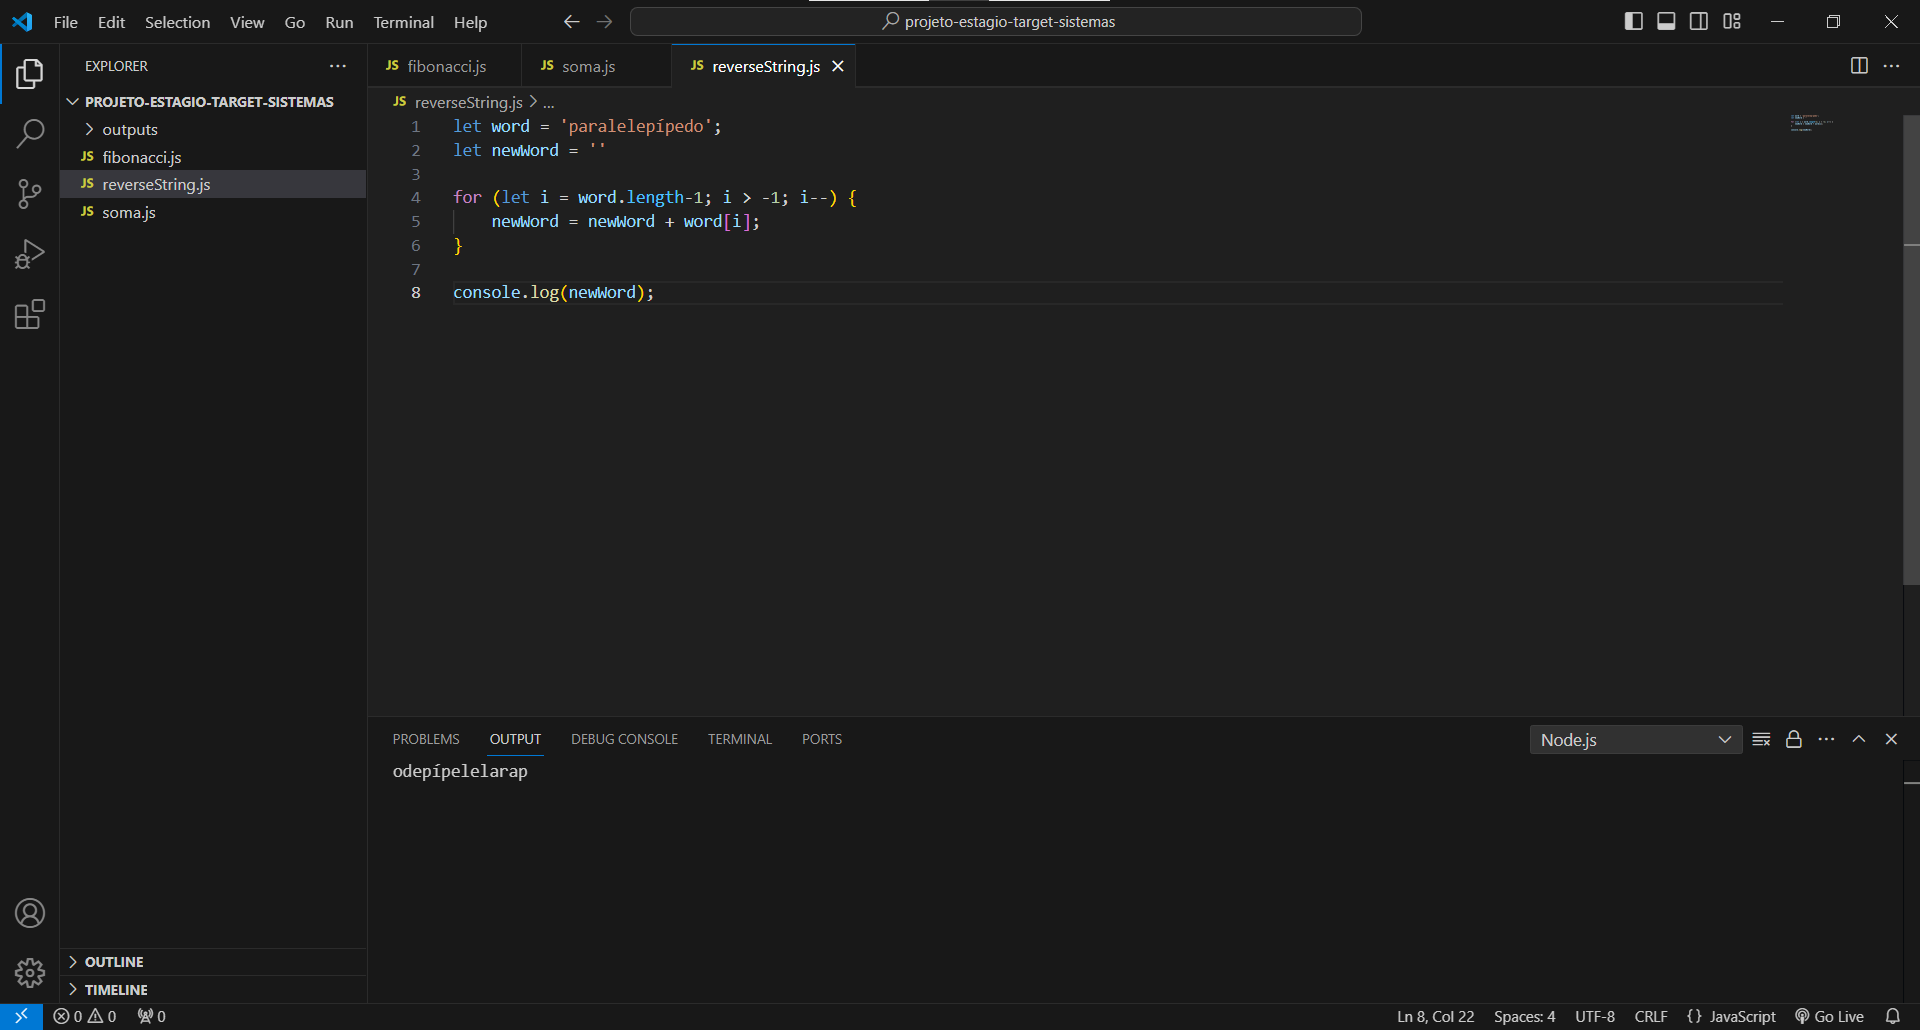 File Edit Selection View Go Run Terminal Help
projeto-estagio-target-sistemas
EXPLORER
PROJETO-ESTAGIO-TARGET-SISTEMAS
outputs
JS fibonacci.js
JS reverseString.js
JS soma.js
OUTLINE
TIMELINE
JS fibonacci.js JS soma.js JS reverseString.js
JS reverseString.js > ...
1 let word = 'paralelepípedo';
2 let newWord = ''
3
4 for (let i = word.length-1; i > -1; i--) {
5 newWord = newWord + word[i];
6 }
7
8 console.log(newWord);
PROBLEMS OUTPUT DEBUG CONSOLE TERMINAL PORTS
Node.js
odepípelelarap
0 0 0
Ln 8, Col 22 Spaces: 4 UTF-8 CRLF {} JavaScript Go Live